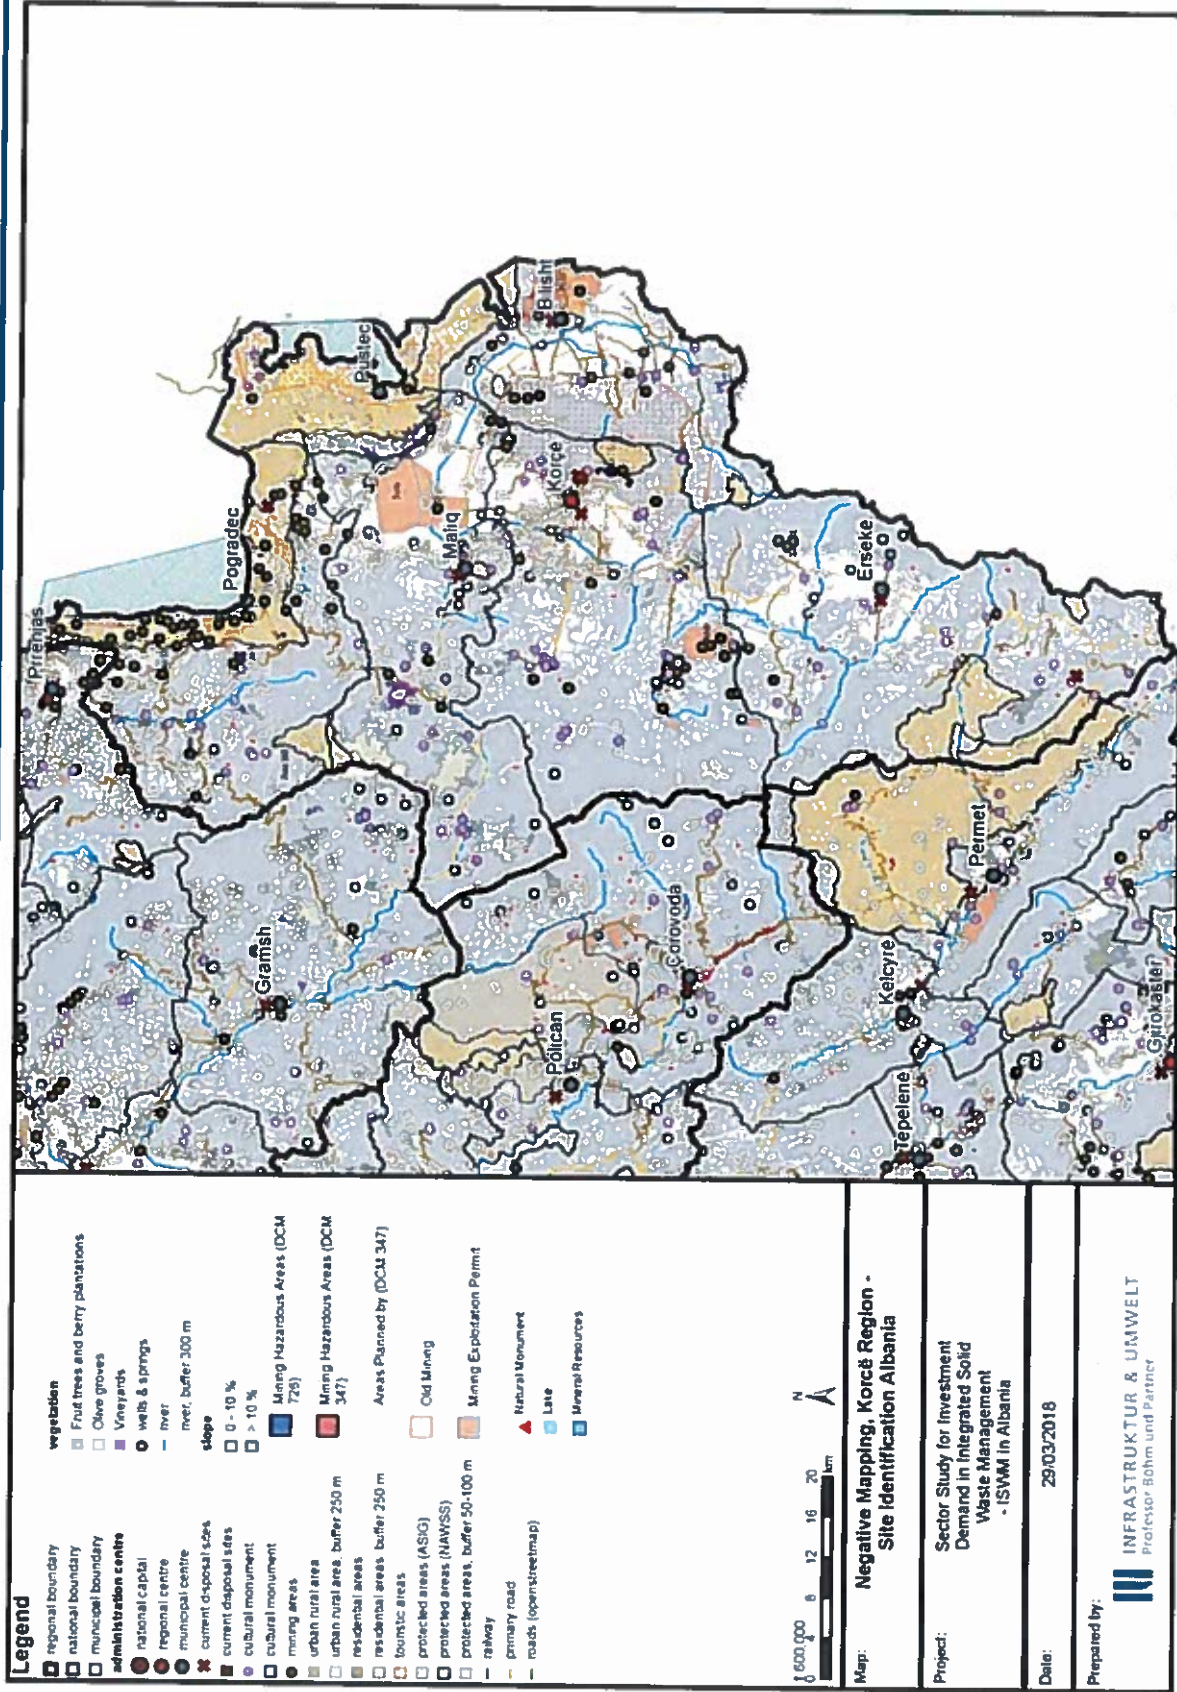 Legend
regional boundary
national boundary
municipal boundary
administration centre
national capital
regional centre
municipal centre
current disposal sites
current disposal sites
cultural monument
cultural monument
mining areas
urban rural area
urban rural area, buffer 250 m
residential areas
residential areas, buffer 250 m
touristic areas
protected areas (ASIG)
protected areas (NAWSS)
protected areas, buffer 50-100 m
railway
primary road
roads (openstreetmap)
vegetation
Fruit trees and berry plantations
Olive groves
Vineyards
wells & springs
river
river, buffer 300 m
slope
0 - 10 %
> 10 %
Mining Hazardous Areas (DCM
726)
Mining Hazardous Areas (DCM
347)
Areas Planned by (DCM 347)
Old Mining
Mining Exploitation Permit
Natural Monument
Lake
Mineral Resources
1:600,000
N
0 4 8 12 16 20
km
Map: Negative Mapping, Korcë Region -
Site Identification Albania
Project: Sector Study for Investment
Demand in Integrated Solid
Waste Management
- ISWM in Albania
Date: 29/03/2018
Prepared by:
INFRASTRUKTUR & UMWELT
Professor Böhm und Partner
Prrenjas
Pogradec
Pustec
Gramsh
Maliq
Bilisht
Korçë
Poliçan
Çorovoda
Erseke
Kelcyrë
Përmet
Tepelenë
Gjirokastër